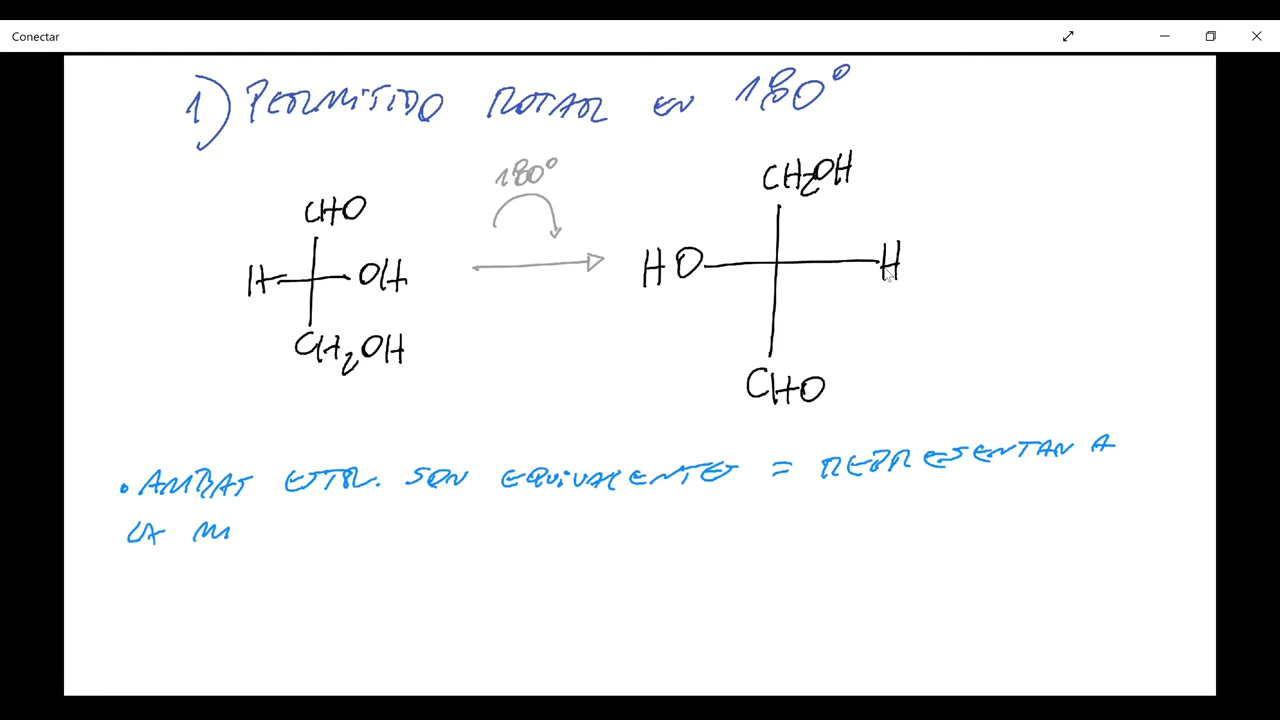 Conectar
1) PERMITIDO ROTAR EN 180°
180°
CHO
H OH
CH2OH
CH2OH
HO H
CHO
• AMBAS ESTR. SON EQUIVALENTES = REPRESENTAN A
LA M